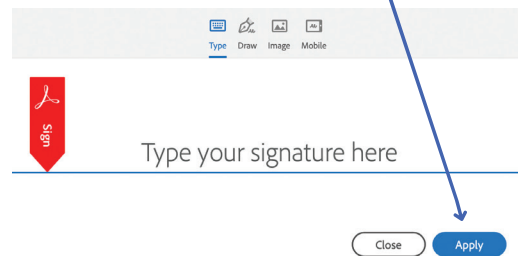 Type Draw Image Mobile
Sign
Type your signature here
Close Apply